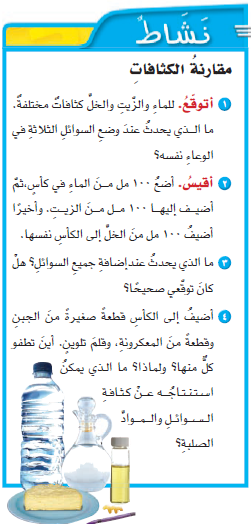 نَشَاطٌ
مقارنةُ الكثافاتِ
١ أتوقّعُ. للماءِ والزّيتِ والخلِّ كثافاتٌ مختلفةٌ.
ما الذي يحدثُ عندَ وضعِ السوائلِ الثلاثةِ في
الوعاءِ نفسه؟
٢ أقيسُ. أضعُ ١٠٠ مل منَ الماءِ في كأسٍ،ثمَّ
أضيف إليها ١٠٠ مل منَ الزيتِ. وأخيرًا
أضيفُ ١٠٠ مل منَ الخلِّ إلى الكأسِ نفسها.
٣ ما الذي يحدثُ عندَ إضافةِ جميعِ السوائلِ؟ هلْ
كانَ توقّعي صحيحًا؟
٤ أضيفُ إلى الكأسِ قطعةً صغيرةً منَ الجبنِ
وقطعةً منَ المعكرونةِ، وقلمَ تلوينٍ. أينَ تطفو
كلٌّ منها؟ ولماذا؟ ما الذي يمكنُ
استنتاجُه عنْ كثافةِ
السوائلِ والموادِّ
الصلبةِ؟